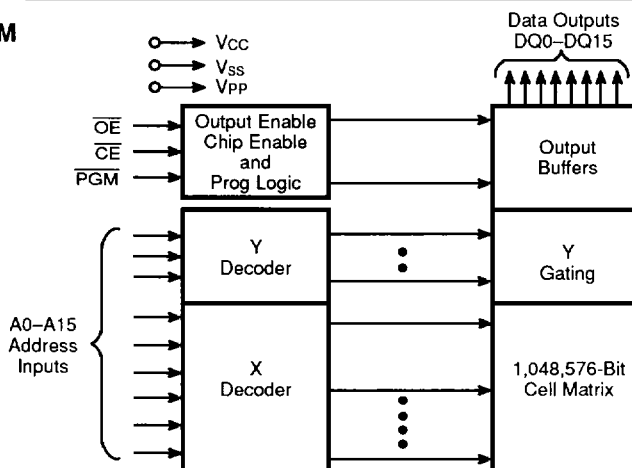 M
VCC
VSS
VPP
Data Outputs
DQ0–DQ15
OE
CE
PGM
Output Enable
Chip Enable
and
Prog Logic
Output
Buffers
Y
Decoder
Y
Gating
A0–A15
Address
Inputs
X
Decoder
1,048,576-Bit
Cell Matrix